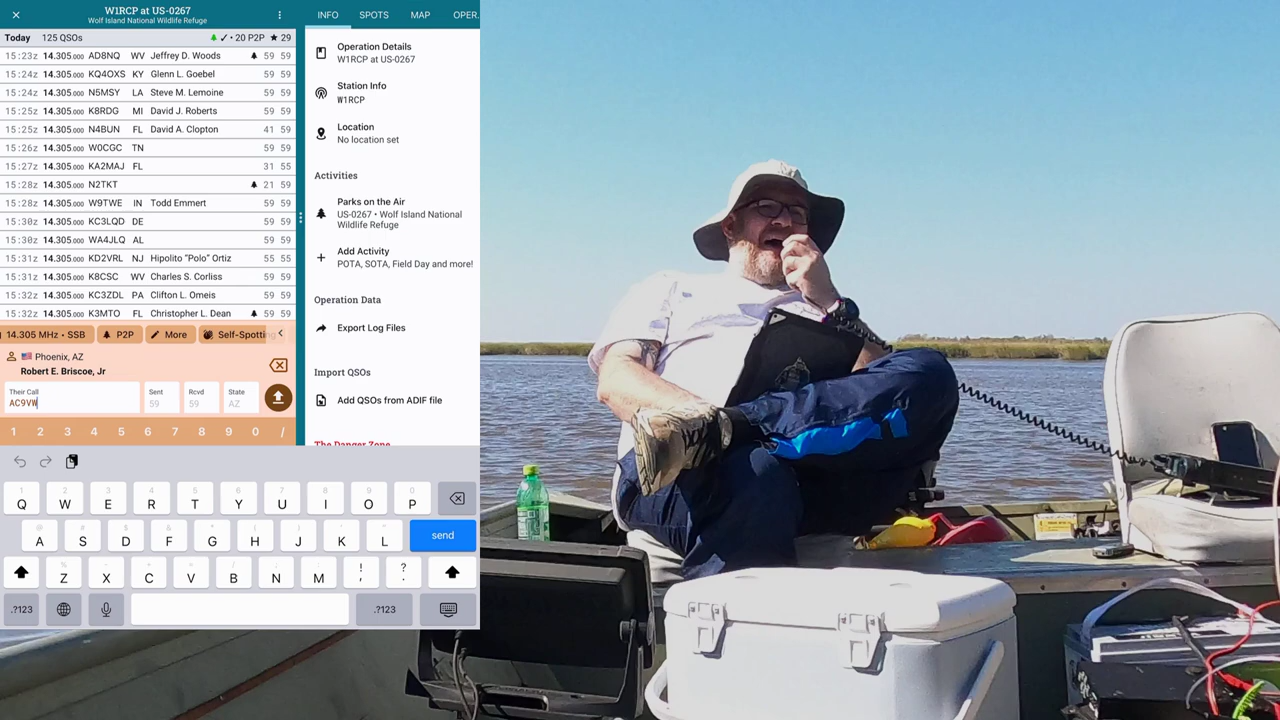 W1RCP at US-0267
Wolf Island National Wildlife Refuge
Today 125 QSOs ✓ • 20 P2P ★ 29
15:23z 14.305.000 AD8NQ WV Jeffrey D. Woods 59 59
15:24z 14.305.000 KQ4OXS KY Glenn L. Goebel 59 59
15:24z 14.305.000 N5MSY LA Steve M. Lemoine 59 59
15:25z 14.305.000 K8RDG MI David J. Roberts 59 59
15:25z 14.305.000 N4BUN FL David A. Clopton 41 59
15:26z 14.305.000 W0CGC TN 59 59
15:27z 14.305.000 KA2MAJ FL 31 55
15:28z 14.305.000 N2TKT 21 59
15:28z 14.305.000 W9TWE IN Todd Emmert 59 59
15:30z 14.305.000 KC3LQD DE 59 59
15:30z 14.305.000 WA4JLQ AL 59 59
15:31z 14.305.000 KD2VRL NJ Hipolito "Polo" Ortiz 55 55
15:31z 14.305.000 K8CSC WV Charles S. Corliss 59 59
15:32z 14.305.000 KC3ZDL PA Clifton L. Omeis 59 59
15:32z 14.305.000 K3MTO FL Christopher L. Dean 59 59
14.305 MHz • SSB P2P More Self-Spotting
Phoenix, AZ
Robert E. Briscoe, Jr
Their Call Sent Rcvd State
AC9VW 59 59 AZ
1 2 3 4 5 6 7 8 9 0 /
INFO SPOTS MAP OPER.
Operation Details
W1RCP at US-0267
Station Info
W1RCP
Location
No location set
Activities
Parks on the Air
US-0267 • Wolf Island National
Wildlife Refuge
Add Activity
POTA, SOTA, Field Day and more!
Operation Data
Export Log Files
Import QSOs
Add QSOs from ADIF file
The Danger Zone
1 2 3 4 5 6 7 8 9 0
Q W E R T Y U I O P
A S D F G H J K L send
Z X C V B N M ! , ? .
.?123 .?123